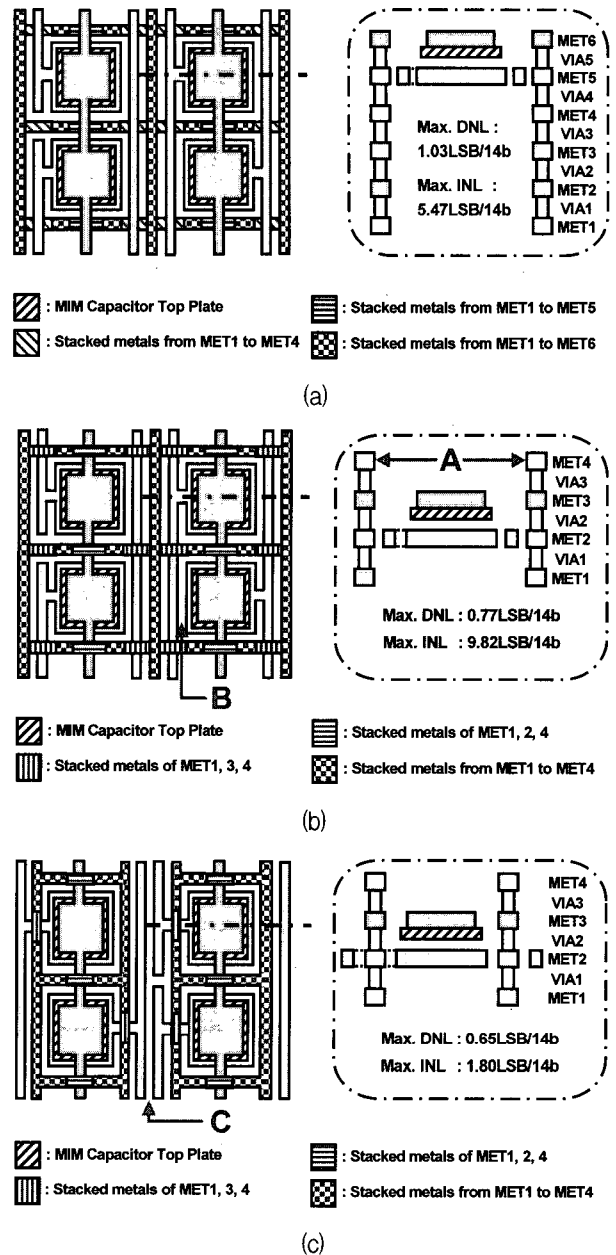 MET6
VIA5
MET5
VIA4
MET4
VIA3
MET3
VIA2
MET2
VIA1
MET1
Max. DNL :
1.03LSB/14b
Max. INL :
5.47LSB/14b
: MIM Capacitor Top Plate
: Stacked metals from MET1 to MET5
: Stacked metals from MET1 to MET4
: Stacked metals from MET1 to MET6
(a)
A
MET4
VIA3
MET3
VIA2
MET2
VIA1
MET1
Max. DNL : 0.77LSB/14b
Max. INL : 9.82LSB/14b
B
: MIM Capacitor Top Plate
: Stacked metals of MET1, 2, 4
: Stacked metals of MET1, 3, 4
: Stacked metals from MET1 to MET4
(b)
MET4
VIA3
MET3
VIA2
MET2
VIA1
MET1
Max. DNL : 0.65LSB/14b
Max. INL : 1.80LSB/14b
C
: MIM Capacitor Top Plate
: Stacked metals of MET1, 2, 4
: Stacked metals of MET1, 3, 4
: Stacked metals from MET1 to MET4
(c)